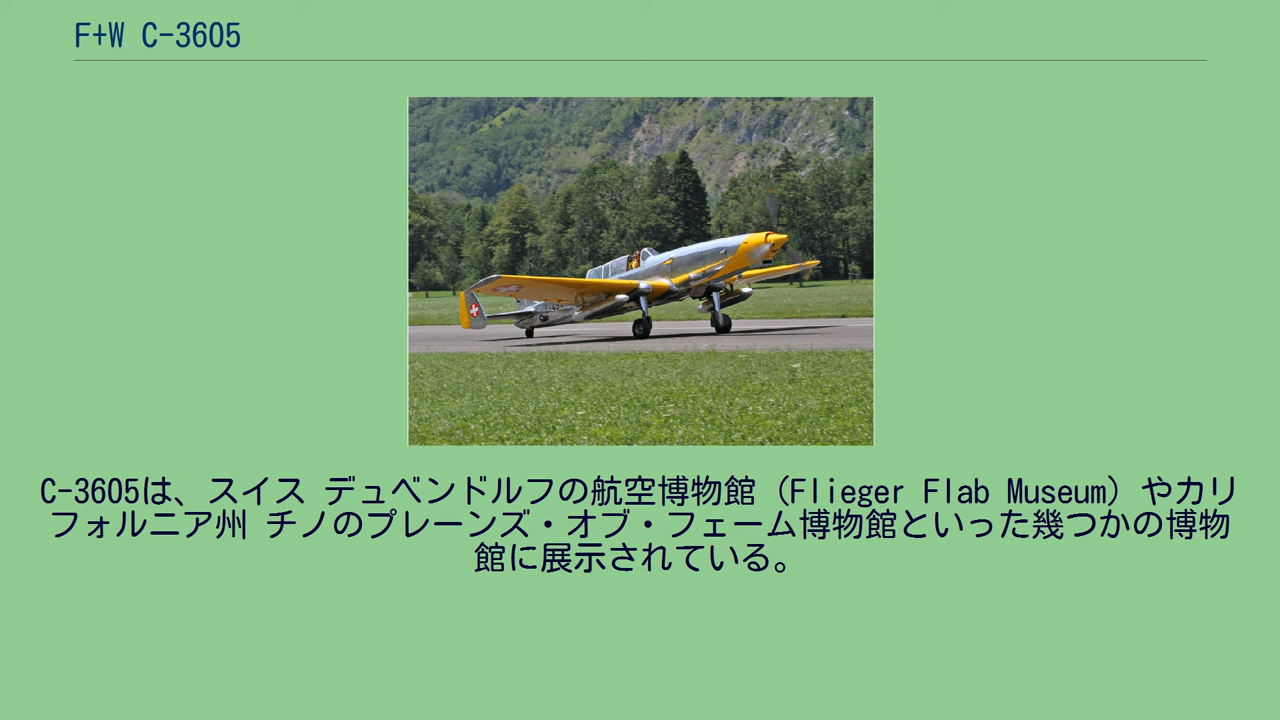 F+W C-3605
C-3605は、スイス デュベンドルフの航空博物館（Flieger Flab Museum）やカリ
フォルニア州 チノのプレーンズ・オブ・フェーム博物館といった幾つかの博物
館に展示されている。